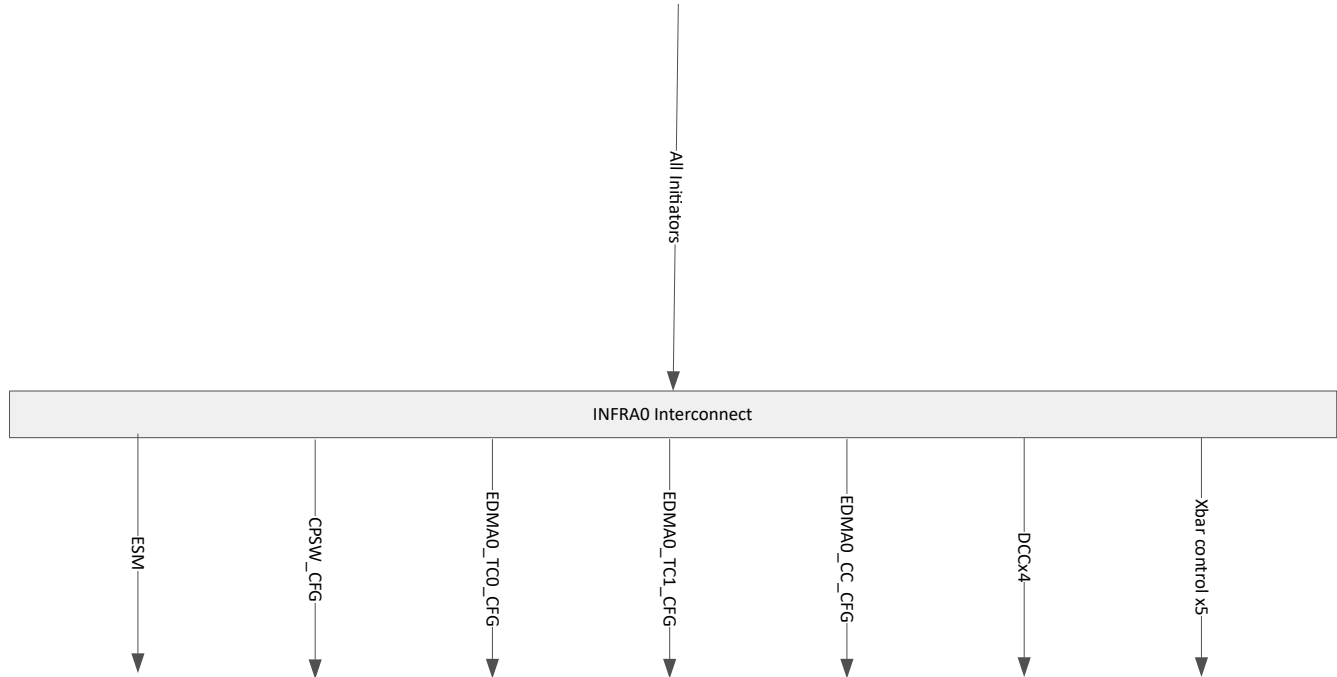 All Initiators
INFRA0 Interconnect
ESM
CPSW_CFG
EDMA0_TC0_CFG
EDMA0_TC1_CFG
EDMA0_CC_CFG
DCCx4
Xbar control x5